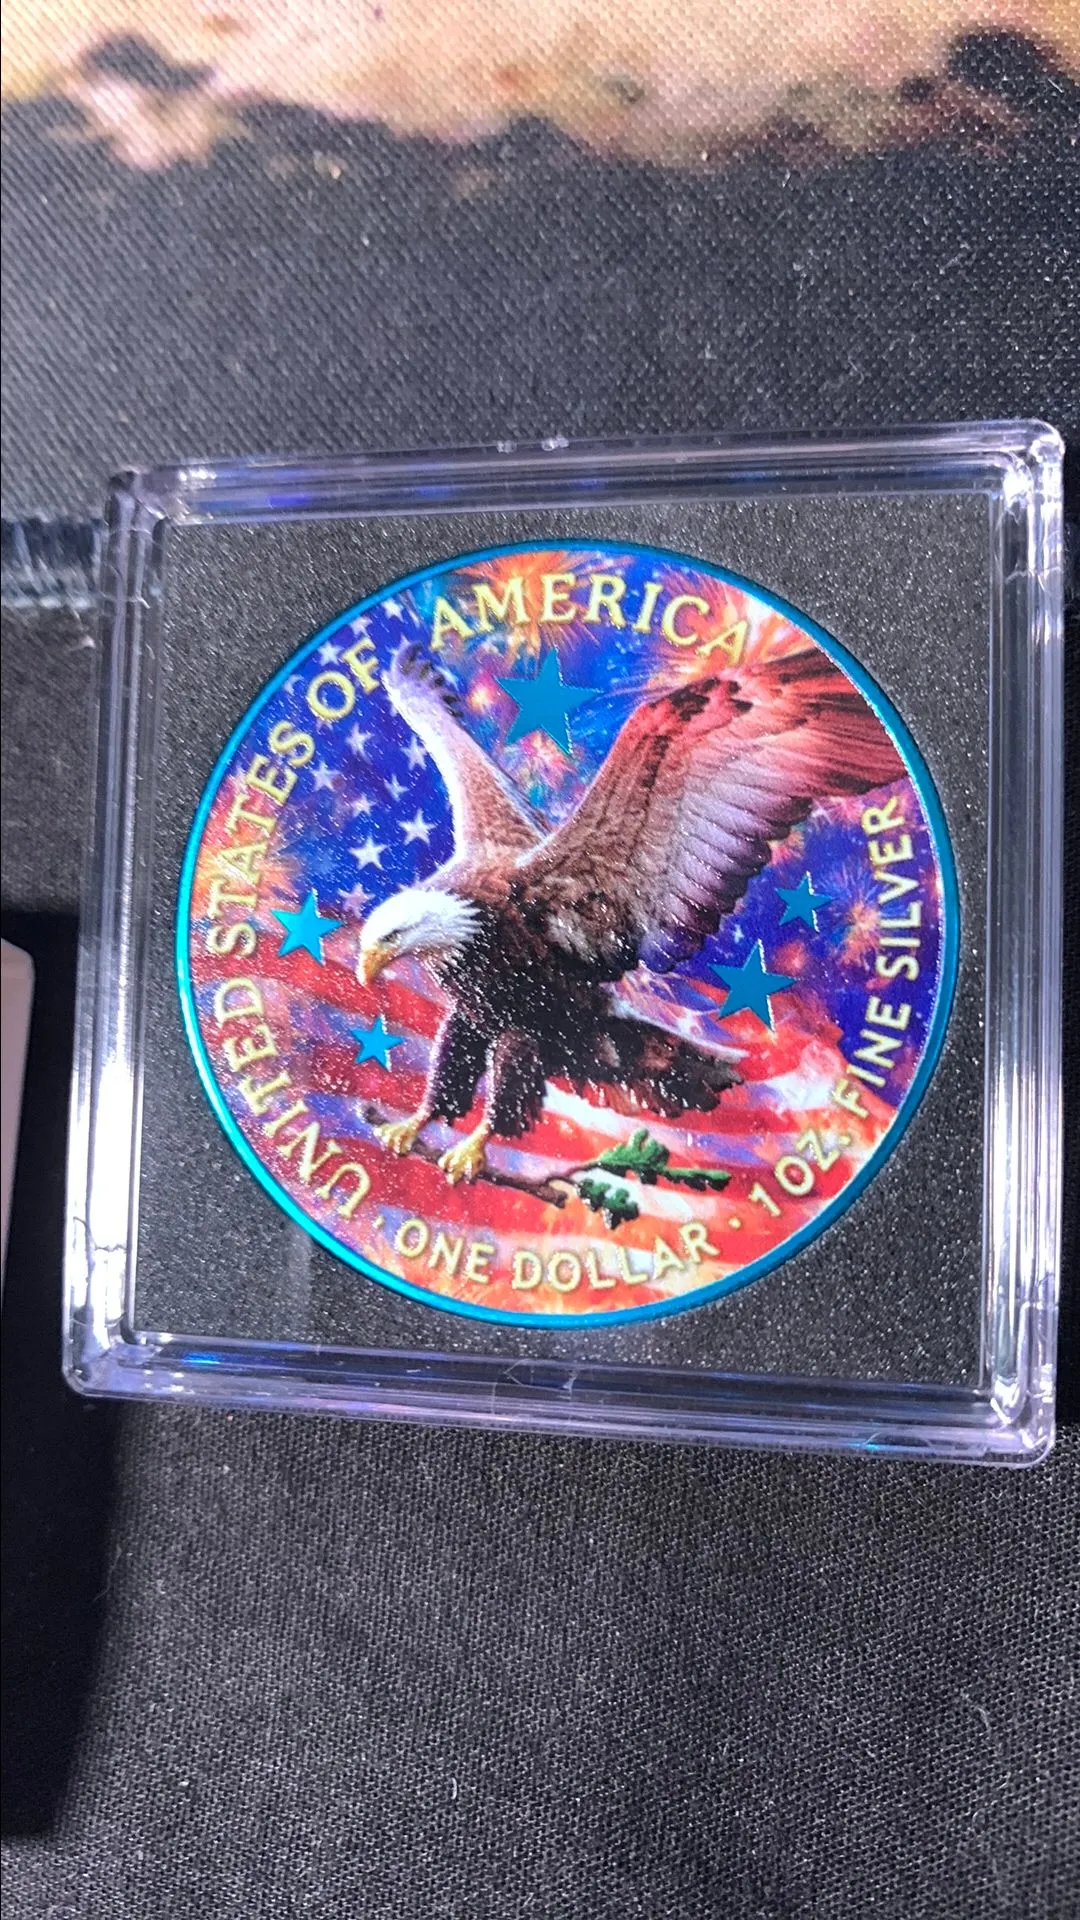 UNITED STATES OF AMERICA
· ONE DOLLAR · 1 OZ. FINE SILVER